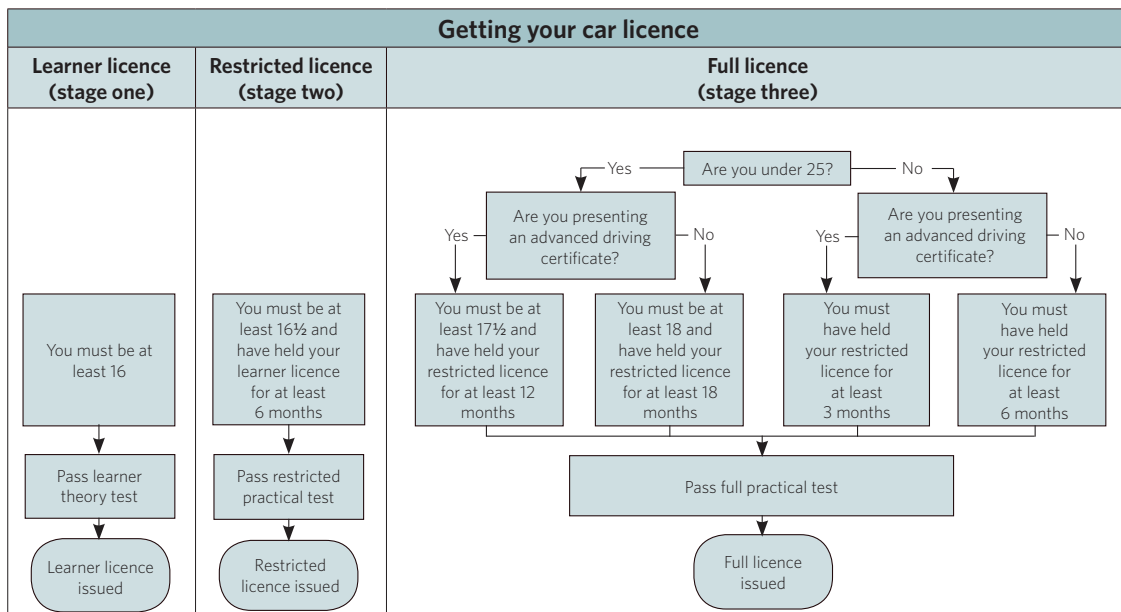 Getting your car licence
Learner licence
(stage one)
Restricted licence
(stage two)
Full licence
(stage three)
You must be at
least 16
Pass learner
theory test
Learner licence
issued
You must be at
least 16½ and
have held your
learner licence
for at least
6 months
Pass restricted
practical test
Restricted
licence issued
Yes
Are you under 25?
No
Are you presenting
an advanced driving
certificate?
Yes
No
Are you presenting
an advanced driving
certificate?
Yes
No
You must be at
least 17½ and
have held your
restricted licence
for at least 12
months
You must be at
least 18 and
have held your
restricted licence
for at least 18
months
You must
have held
your restricted
licence for
at least
3 months
You must
have held
your restricted
licence for
at least
6 months
Pass full practical test
Full licence
issued